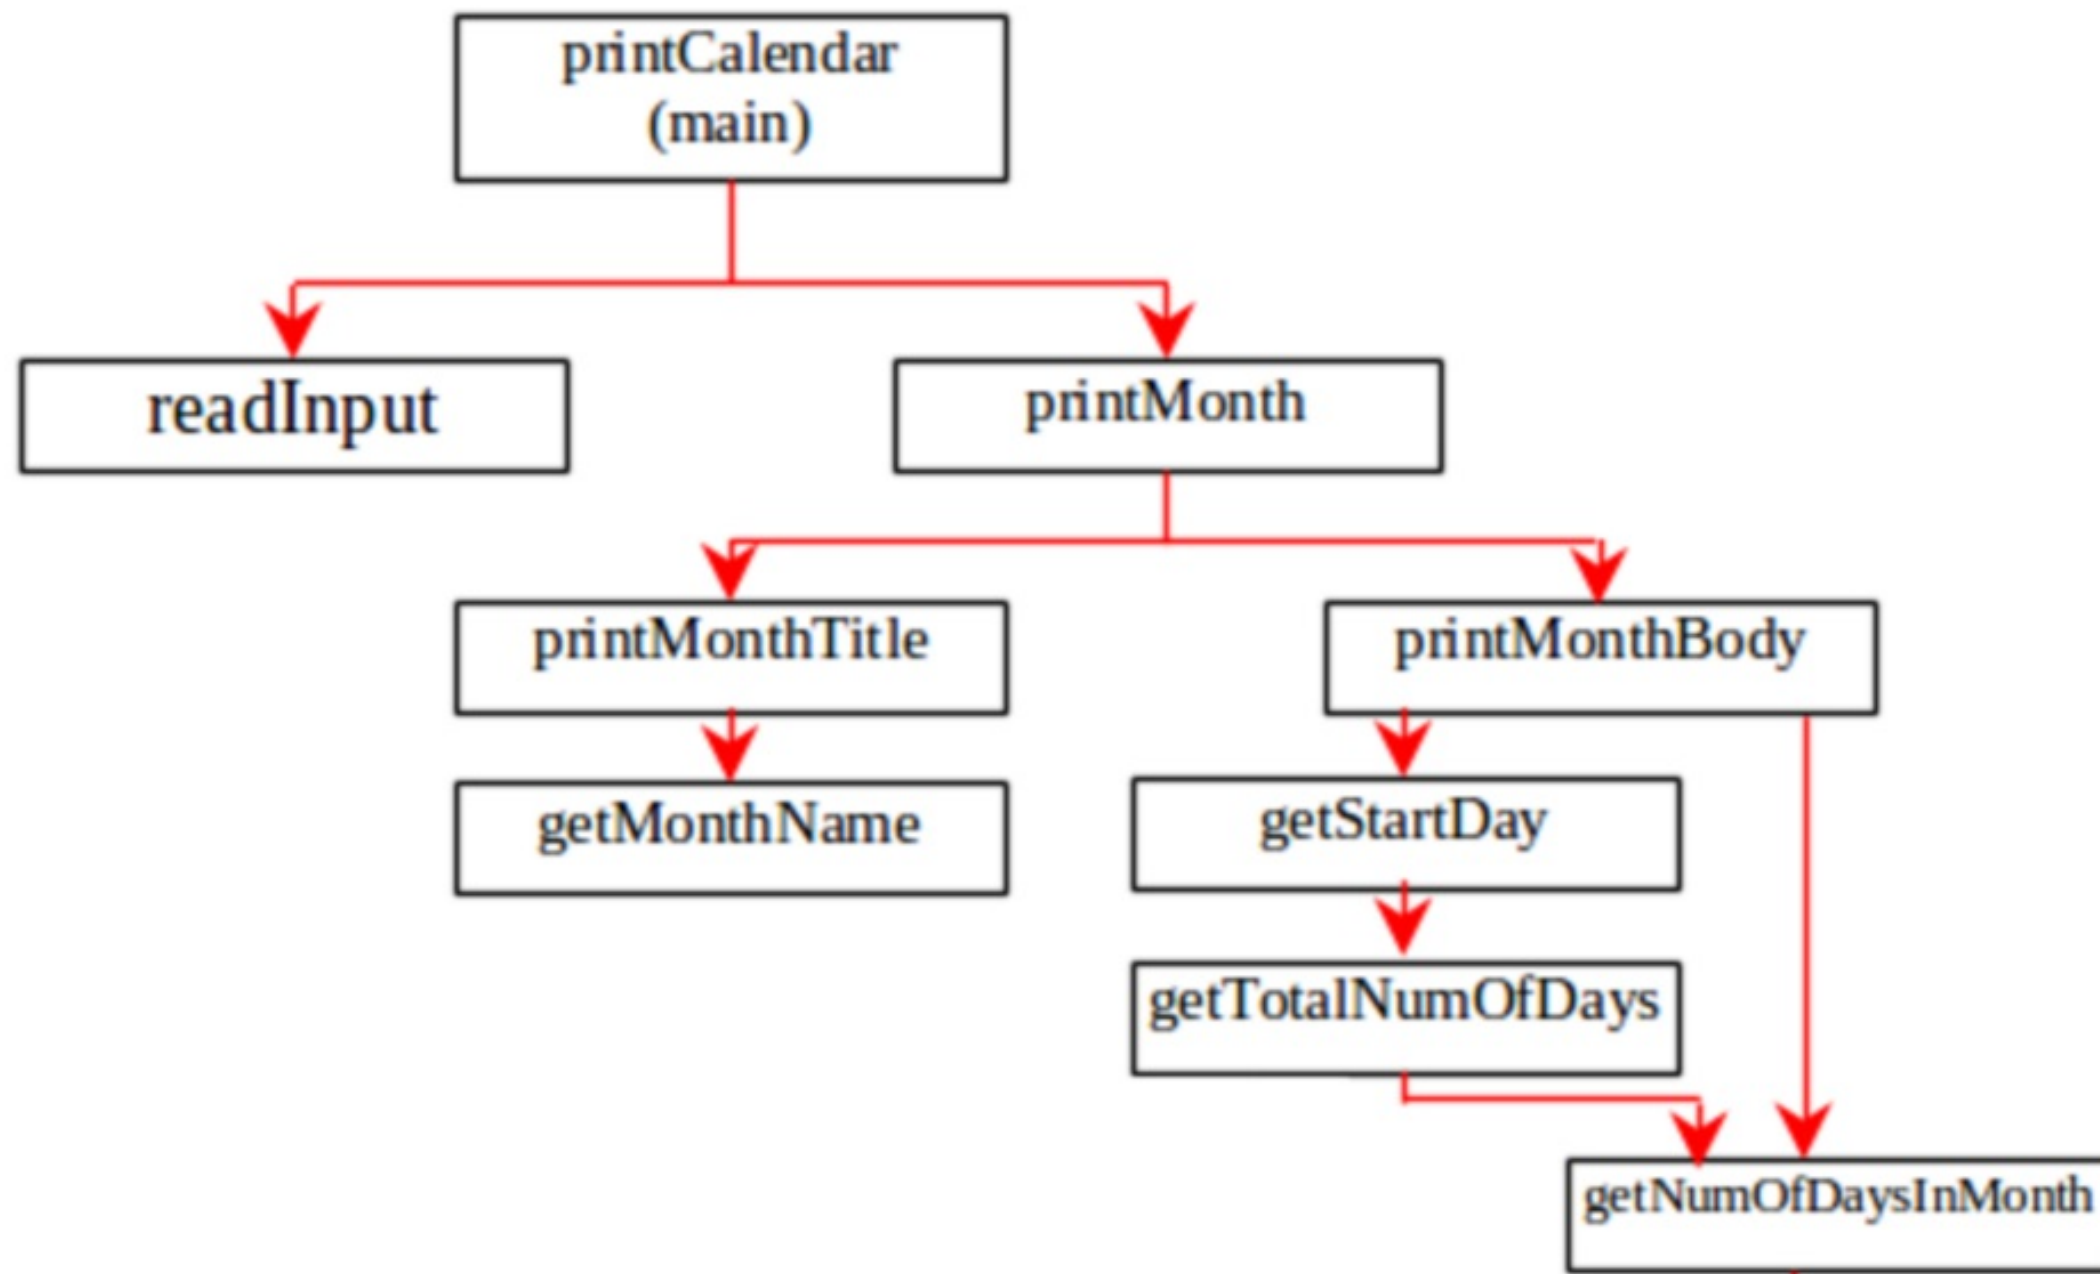 printCalendar
(main)
readInput
printMonth
printMonthTitle
printMonthBody
getMonthName
getStartDay
getTotalNumOfDays
getNumOfDaysInMonth